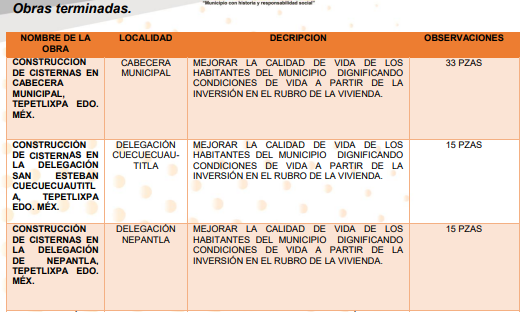 "Municipio con historia y responsabilidad social"
Obras terminadas.
NOMBRE DE LA
OBRA
LOCALIDAD
DECRIPCION
OBSERVACIONES
CONSTRUCCION
DE CISTERNAS EN
CABECERA
MUNICIPAL,
TEPETLIXPA EDO.
MÉX.
CABECERA
MUNICIPAL
MEJORAR LA CALIDAD DE VIDA DE LOS
HABITANTES DEL MUNICIPIO DIGNIFICANDO
CONDICIONES DE VIDA A PARTIR DE LA
INVERSIÓN EN EL RUBRO DE LA VIVIENDA.
33 PZAS
CONSTRUCCIÓN
DE CISTERNAS EN
LA DELEGACIÓN
SAN ESTEBAN
CUECUECUAUTITL
A, TEPETLIXPA
EDO. MÉX.
DELEGACIÓN
CUECUECUAU-
TITLA
MEJORAR LA CALIDAD DE VIDA DE LOS
HABITANTES DEL MUNICIPIO DIGNIFICANDO
CONDICIONES DE VIDA A PARTIR DE LA
INVERSIÓN EN EL RUBRO DE LA VIVIENDA.
15 PZAS
CONSTRUCCIÓN
DE CISTERNAS EN
LA DELEGACIÓN
DE NEPANTLA,
TEPETLIXPA EDO.
MÉX.
DELEGACIÓN
NEPANTLA
MEJORAR LA CALIDAD DE VIDA DE LOS
HABITANTES DEL MUNICIPIO DIGNIFICANDO
CONDICIONES DE VIDA A PARTIR DE LA
INVERSIÓN EN EL RUBRO DE LA VIVIENDA.
15 PZAS